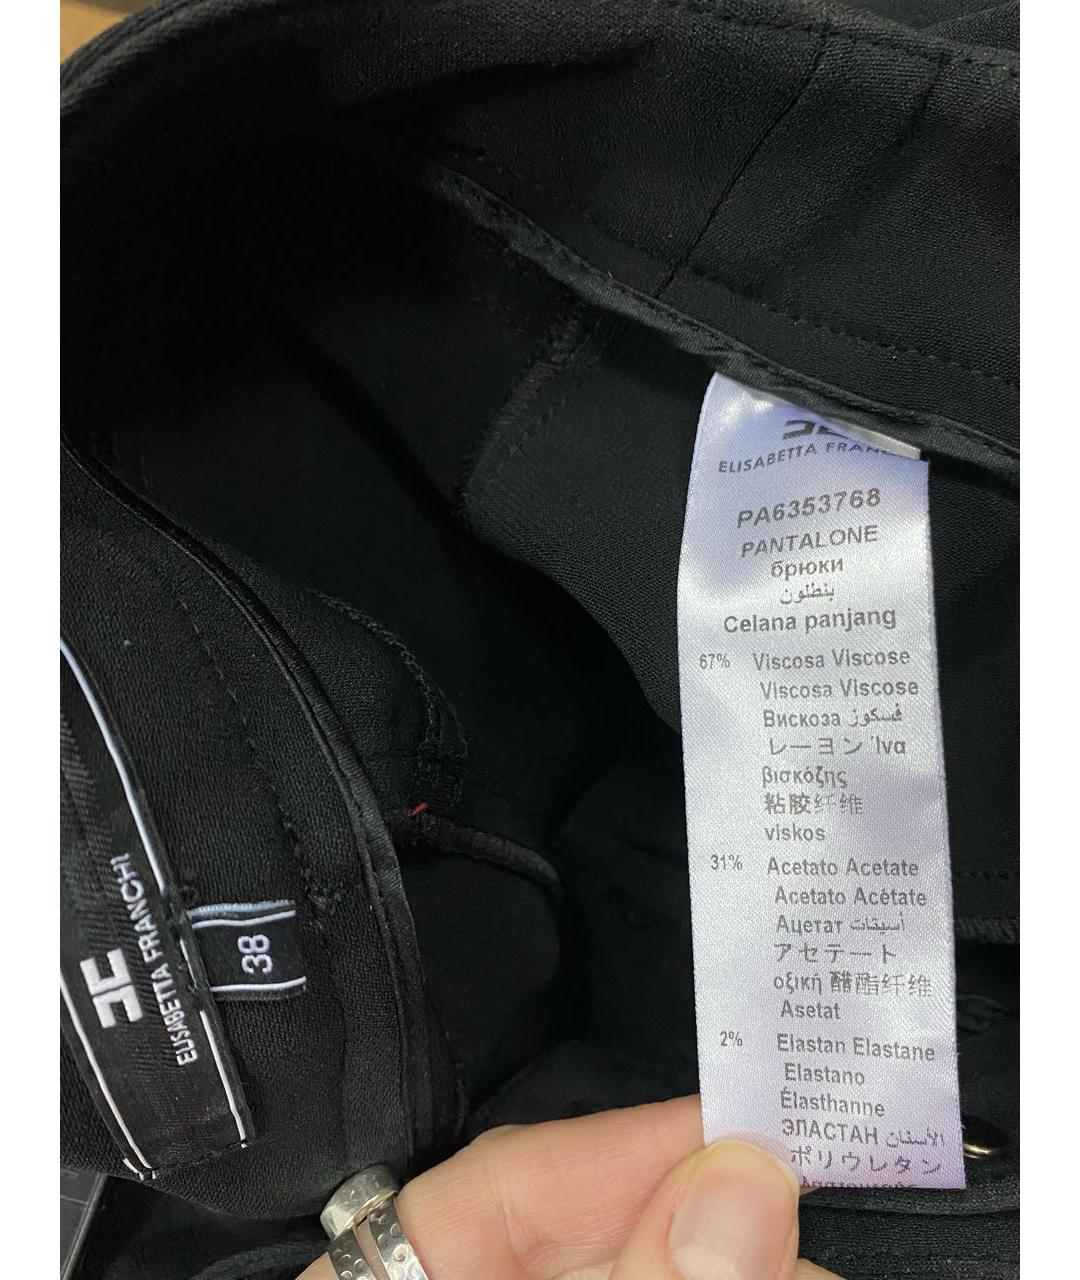 ELISABETTA
PA6353768
PANTALONE
брюки
بنطلون
Celana panjang
67% Viscosa Viscose
Viscosa Viscose
Вискоза فسكوز
レーヨン Ίνα
βισκόζης
粘胶纤维
viskos
31% Acetato Acetate
Acetato Acétate
Ацетат أسيتات
アセテート
οξική 醋酯纤维
Asetat
2% Elastan Elastane
Elastano
Élasthanne
ЭЛАСТАН
ポリウレタン
38
ELISABETTA FRANCHI